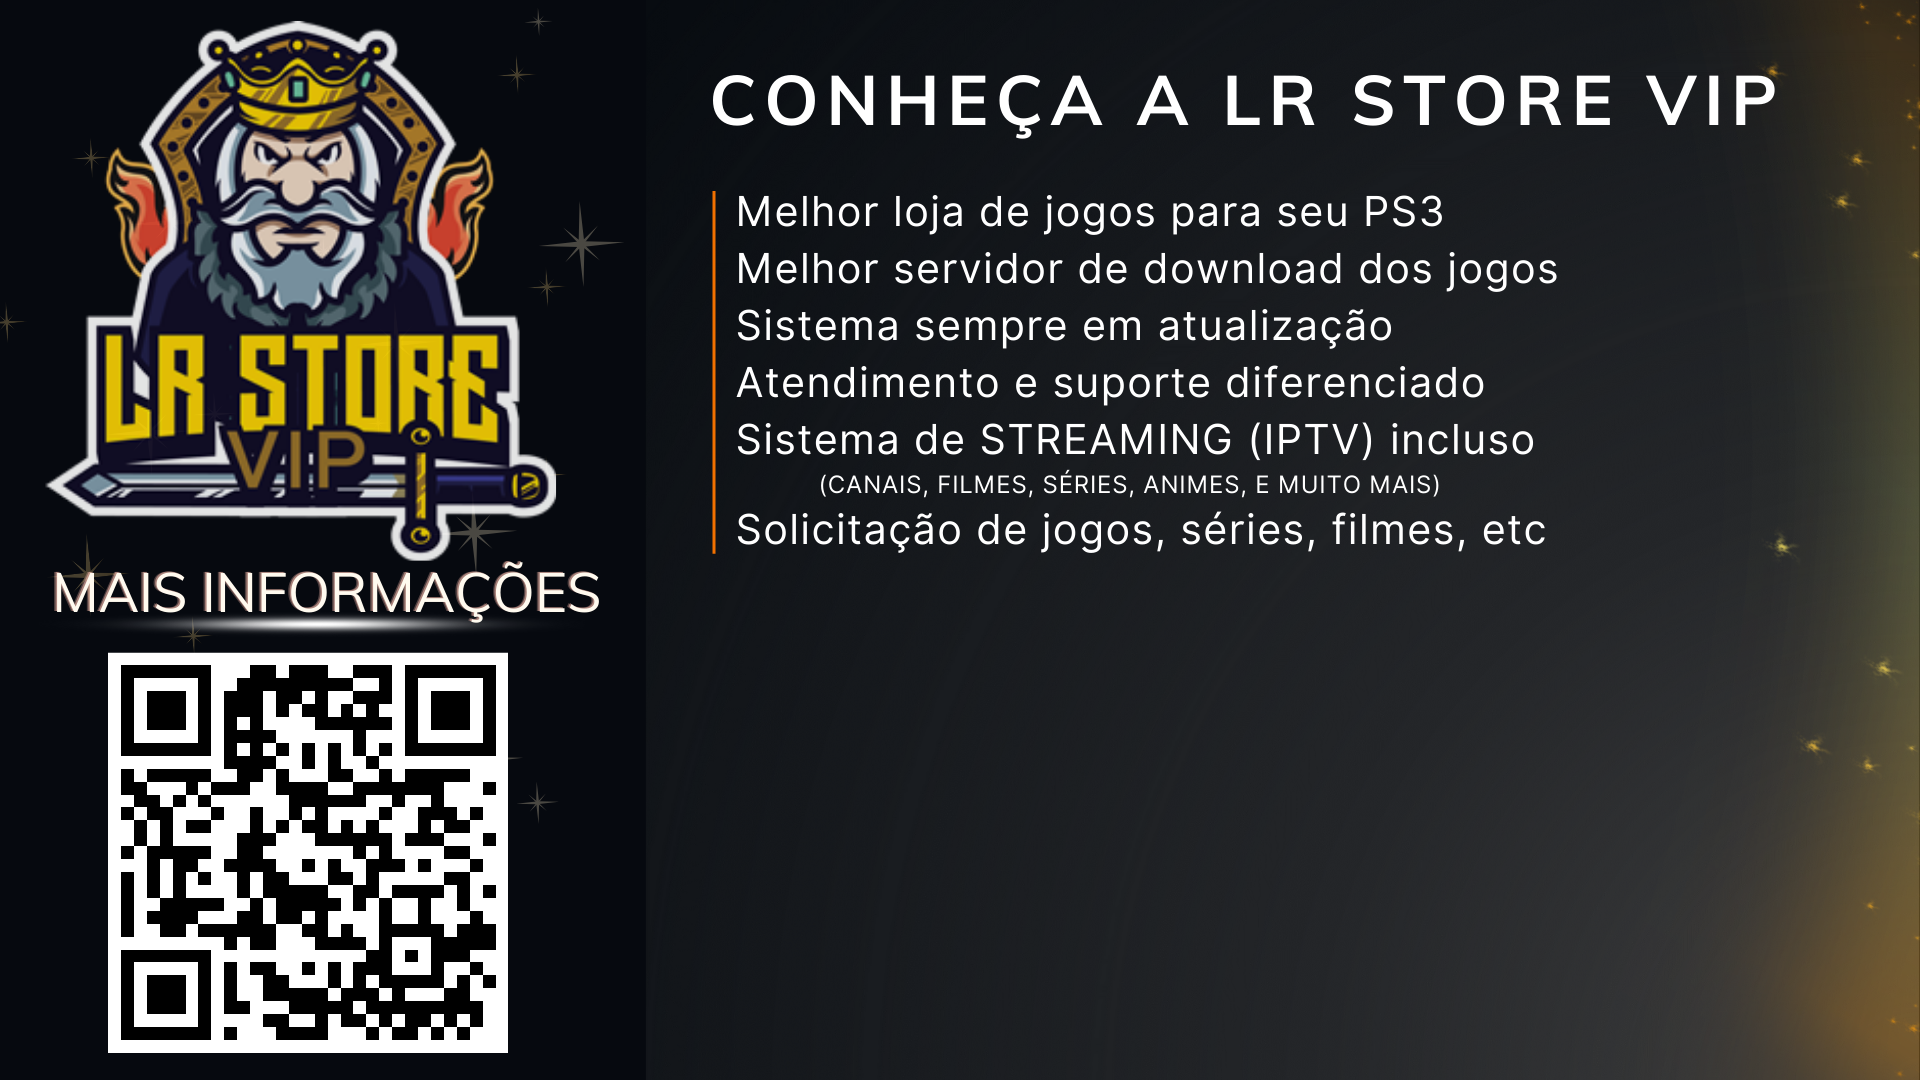 LR STORE
VIP
MAIS INFORMAÇÕES
CONHEÇA A LR STORE VIP
Melhor loja de jogos para seu PS3
Melhor servidor de download dos jogos
Sistema sempre em atualização
Atendimento e suporte diferenciado
Sistema de STREAMING (IPTV) incluso
(CANAIS, FILMES, SÉRIES, ANIMES, E MUITO MAIS)
Solicitação de jogos, séries, filmes, etc